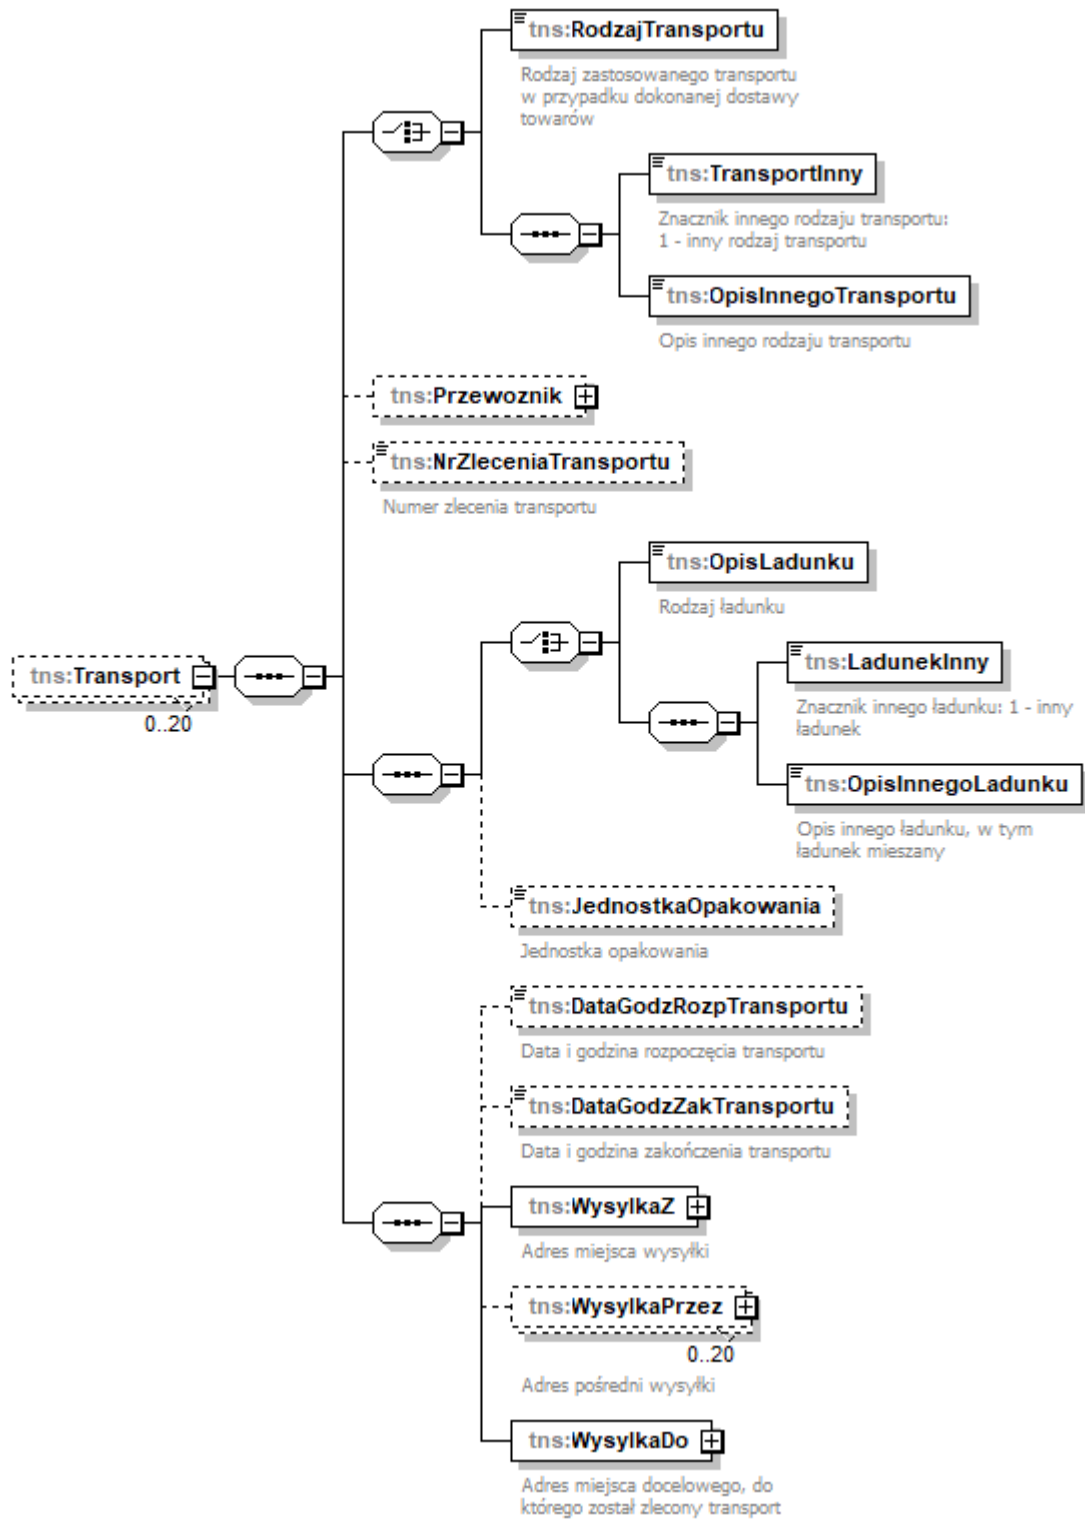 tns:RodzajTransportu
Rodzaj zastosowanego transportu
w przypadku dokonanej dostawy
towarów
tns:TransportInny
Znacznik innego rodzaju transportu:
1 - inny rodzaj transportu
tns:OpisInnegoTransportu
Opis innego rodzaju transportu
tns:Przewoznik
tns:NrZleceniaTransportu
Numer zlecenia transportu
tns:OpisLadunku
Rodzaj ładunku
tns:Transport
0..20
tns:LadunekInny
Znacznik innego ładunku: 1 - inny
ładunek
tns:OpisInnegoLadunku
Opis innego ładunku, w tym
ładunek mieszany
tns:JednostkaOpakowania
Jednostka opakowania
tns:DataGodzRozpTransportu
Data i godzina rozpoczęcia transportu
tns:DataGodzZakTransportu
Data i godzina zakończenia transportu
tns:WysylkaZ
Adres miejsca wysyłki
tns:WysylkaPrzez
0..20
Adres pośredni wysyłki
tns:WysylkaDo
Adres miejsca docelowego, do
którego został zlecony transport